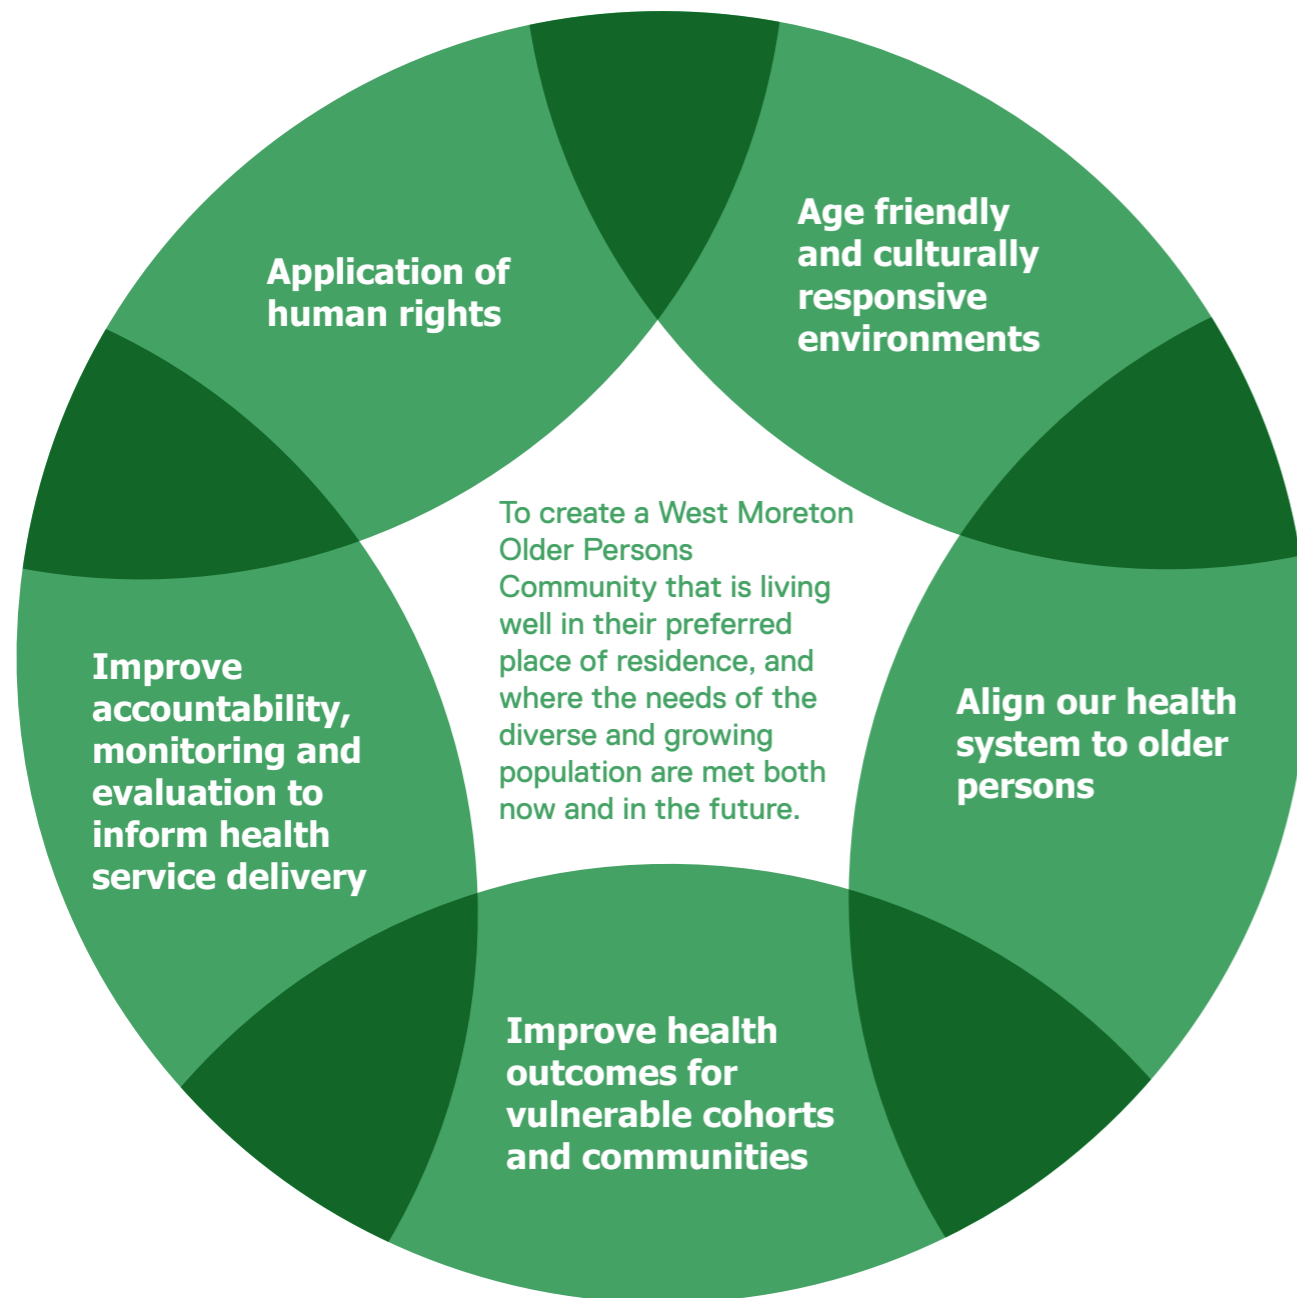 Application of
human rights
Age friendly
and culturally
responsive
environments
To create a West Moreton
Older Persons
Community that is living
well in their preferred
place of residence, and
where the needs of the
diverse and growing
population are met both
now and in the future.
Improve
accountability,
monitoring and
evaluation to
inform health
service delivery
Align our health
system to older
persons
Improve health
outcomes for
vulnerable cohorts
and communities